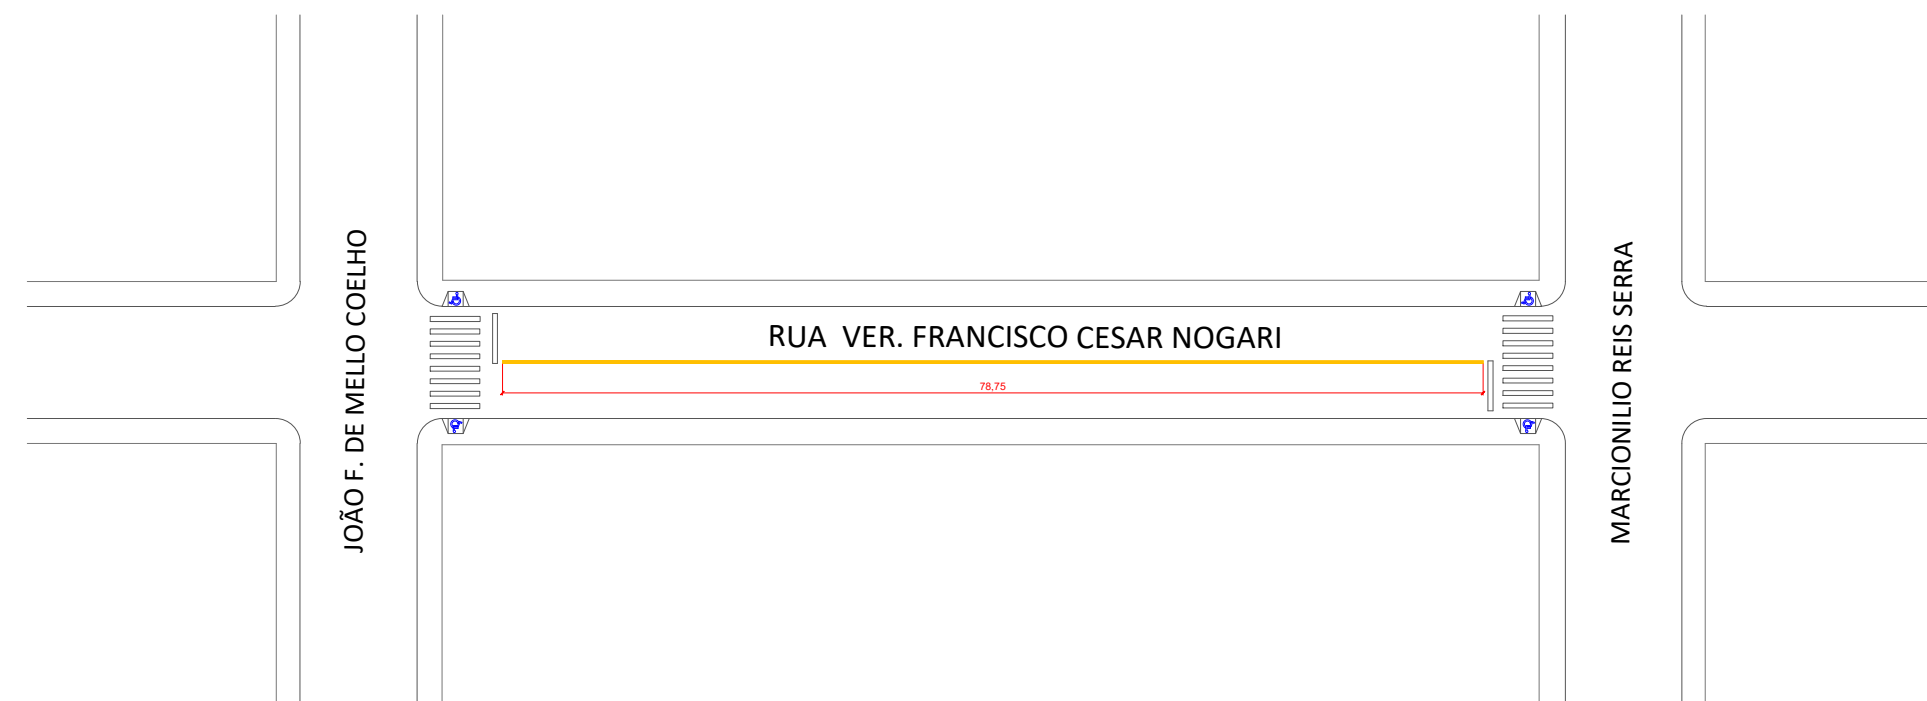 JOÃO F. DE MELLO COELHO
RUA VER. FRANCISCO CESAR NOGARI
78,75
MARCIONILIO REIS SERRA